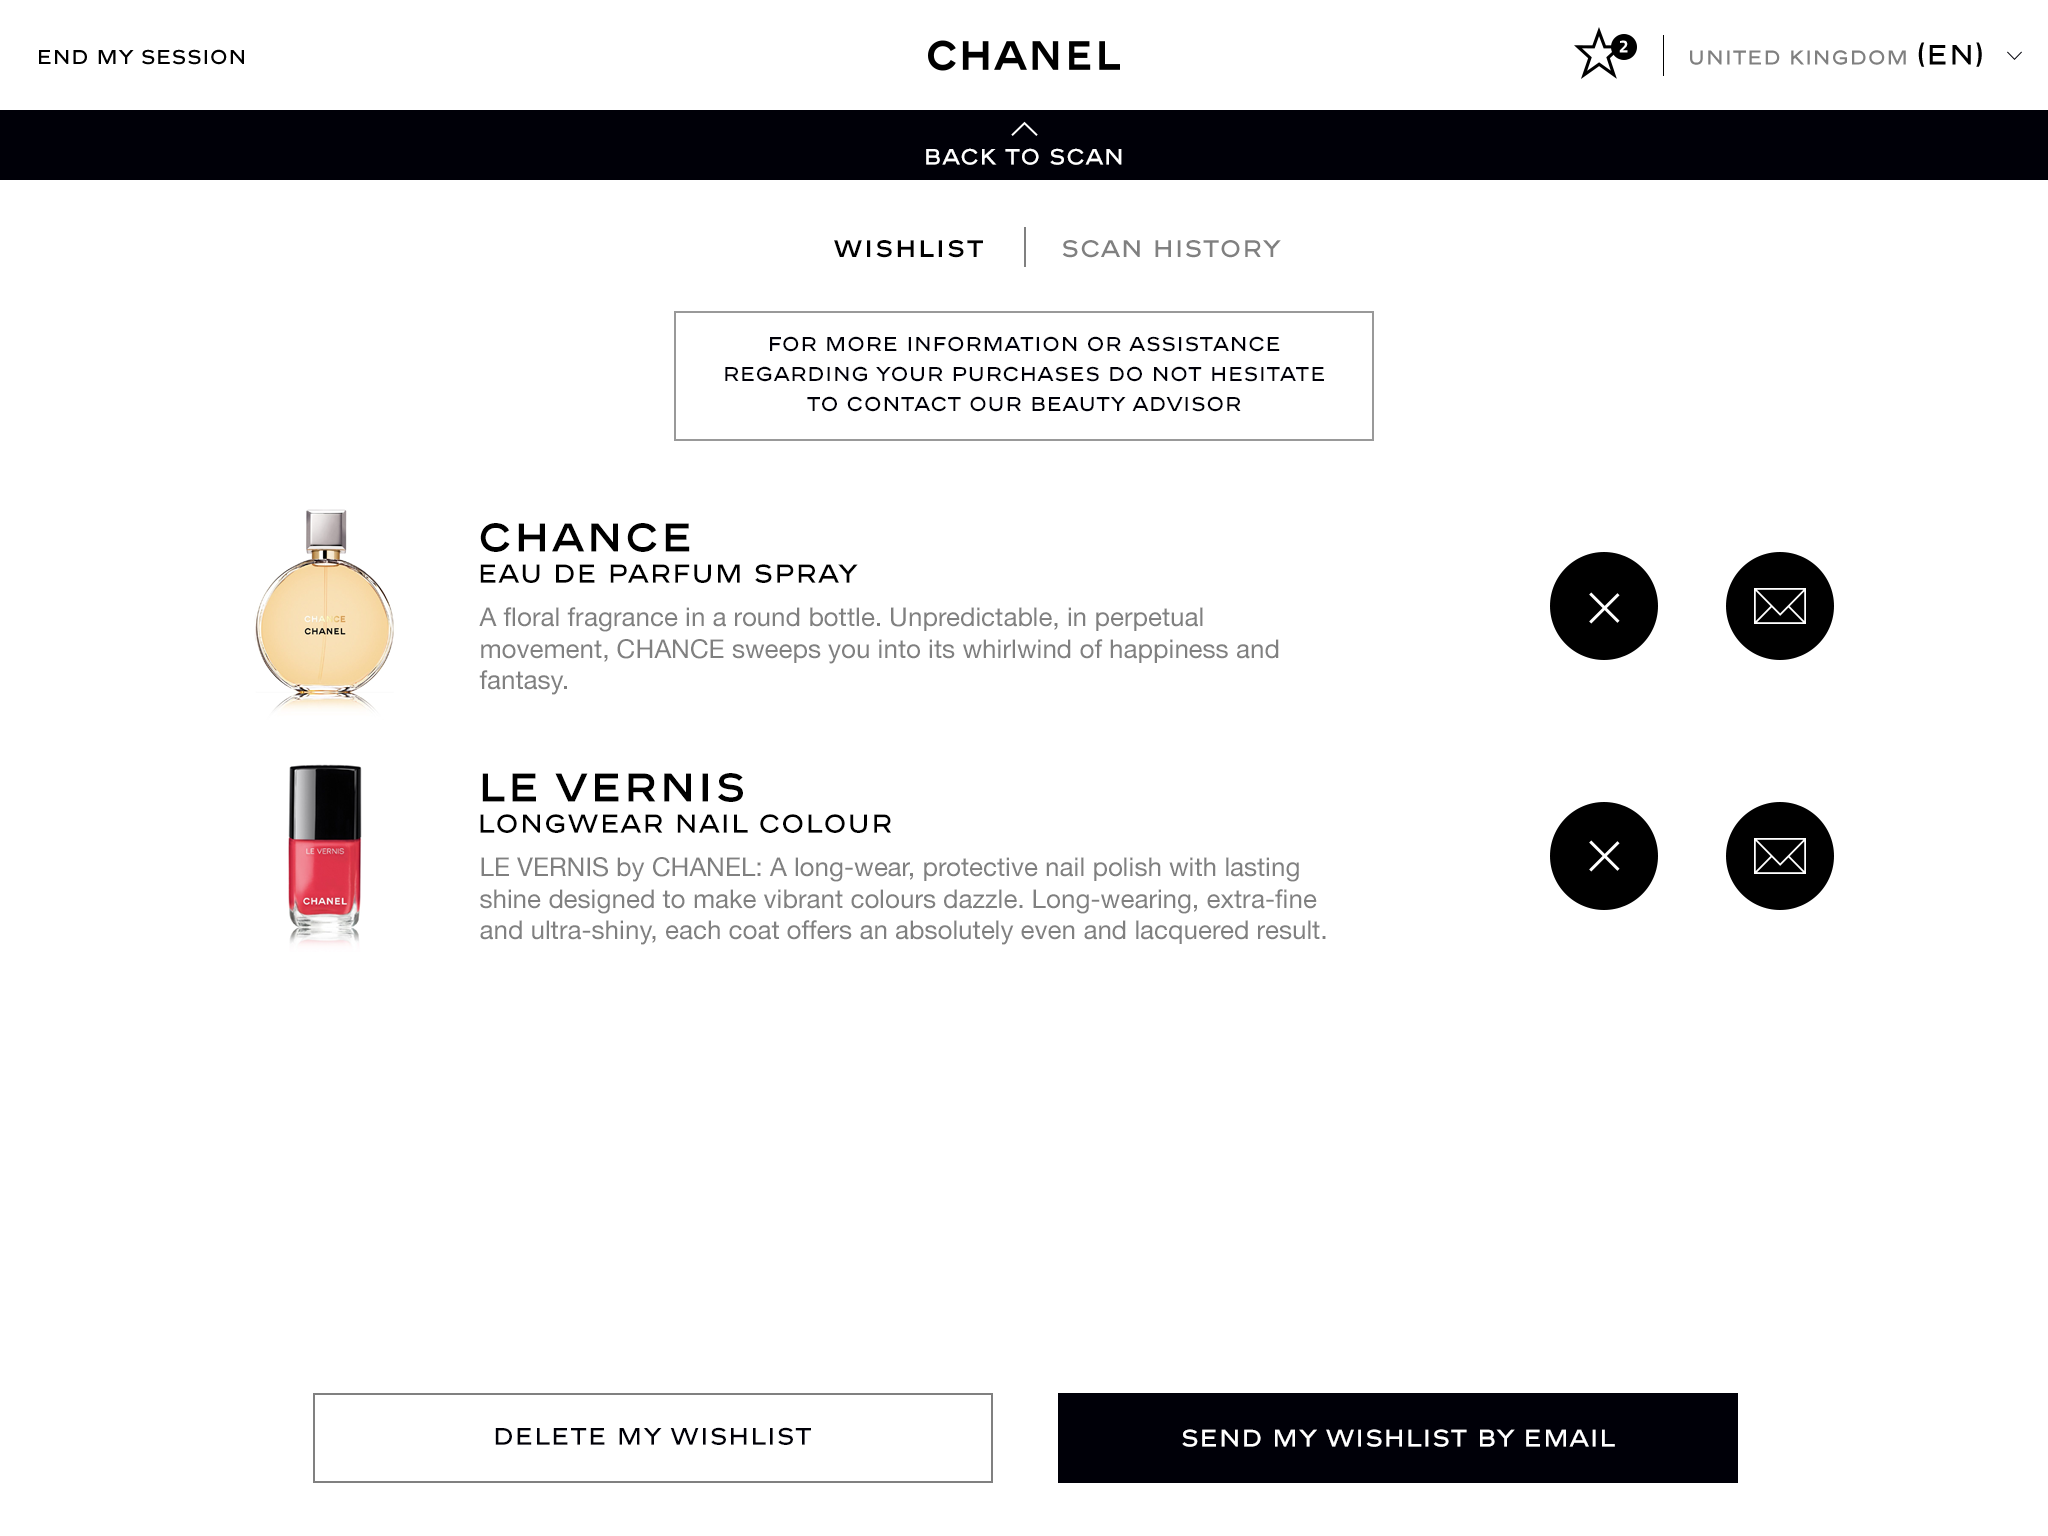 END MY SESSION
CHANEL
2
UNITED KINGDOM (EN)
BACK TO SCAN
WISHLIST
SCAN HISTORY
FOR MORE INFORMATION OR ASSISTANCE
REGARDING YOUR PURCHASES DO NOT HESITATE
TO CONTACT OUR BEAUTY ADVISOR
CHANCE
CHANEL
CHANCE
EAU DE PARFUM SPRAY
A floral fragrance in a round bottle. Unpredictable, in perpetual
movement, CHANCE sweeps you into its whirlwind of happiness and
fantasy.
LE VERNIS
CHANEL
LE VERNIS
LONGWEAR NAIL COLOUR
LE VERNIS by CHANEL: A long-wear, protective nail polish with lasting
shine designed to make vibrant colours dazzle. Long-wearing, extra-fine
and ultra-shiny, each coat offers an absolutely even and lacquered result.
DELETE MY WISHLIST
SEND MY WISHLIST BY EMAIL